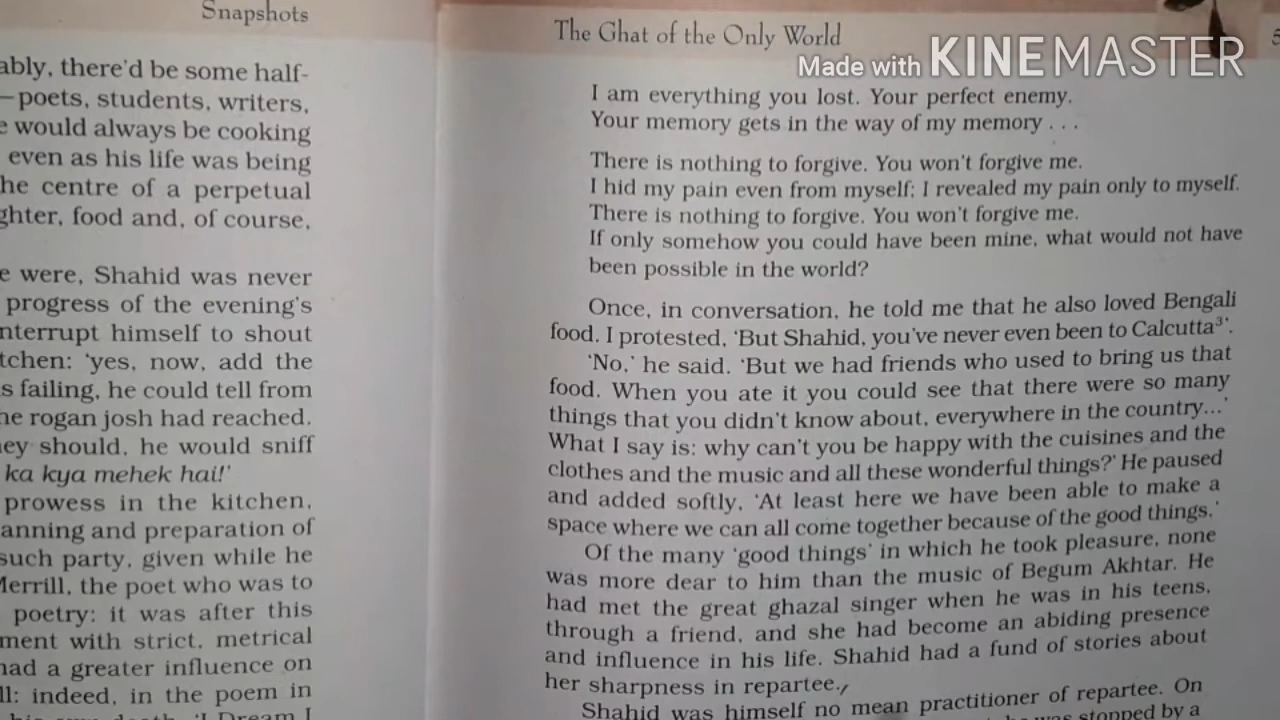 Snapshots
ably, there'd be some half-
—poets, students, writers,
e would always be cooking
even as his life was being
he centre of a perpetual
ghter, food and, of course,
e were, Shahid was never
progress of the evening's
nterrupt himself to shout
tchen: 'yes, now, add the
s failing, he could tell from
he rogan josh had reached.
ney should, he would sniff
ka kya mehek hai!'
prowess in the kitchen,
anning and preparation of
such party, given while he
Merrill, the poet who was to
poetry: it was after this
ment with strict, metrical
had a greater influence on
ll: indeed, in the poem in
'I Dream I
The Ghat of the Only World
5
Made with KINEMASTER
I am everything you lost. Your perfect enemy.
Your memory gets in the way of my memory . . .
There is nothing to forgive. You won't forgive me.
I hid my pain even from myself; I revealed my pain only to myself.
There is nothing to forgive. You won't forgive me.
If only somehow you could have been mine, what would not have
been possible in the world?
Once, in conversation, he told me that he also loved Bengali
food. I protested, 'But Shahid, you've never even been to Calcutta³'.
'No,' he said. 'But we had friends who used to bring us that
food. When you ate it you could see that there were so many
things that you didn't know about, everywhere in the country...'
What I say is: why can't you be happy with the cuisines and the
clothes and the music and all these wonderful things?' He paused
and added softly, 'At least here we have been able to make a
space where we can all come together because of the good things.'
Of the many 'good things' in which he took pleasure, none
was more dear to him than the music of Begum Akhtar. He
had met the great ghazal singer when he was in his teens,
through a friend, and she had become an abiding presence
and influence in his life. Shahid had a fund of stories about
her sharpness in repartee.
Shahid was himself no mean practitioner of repartee. On
was stopped by a